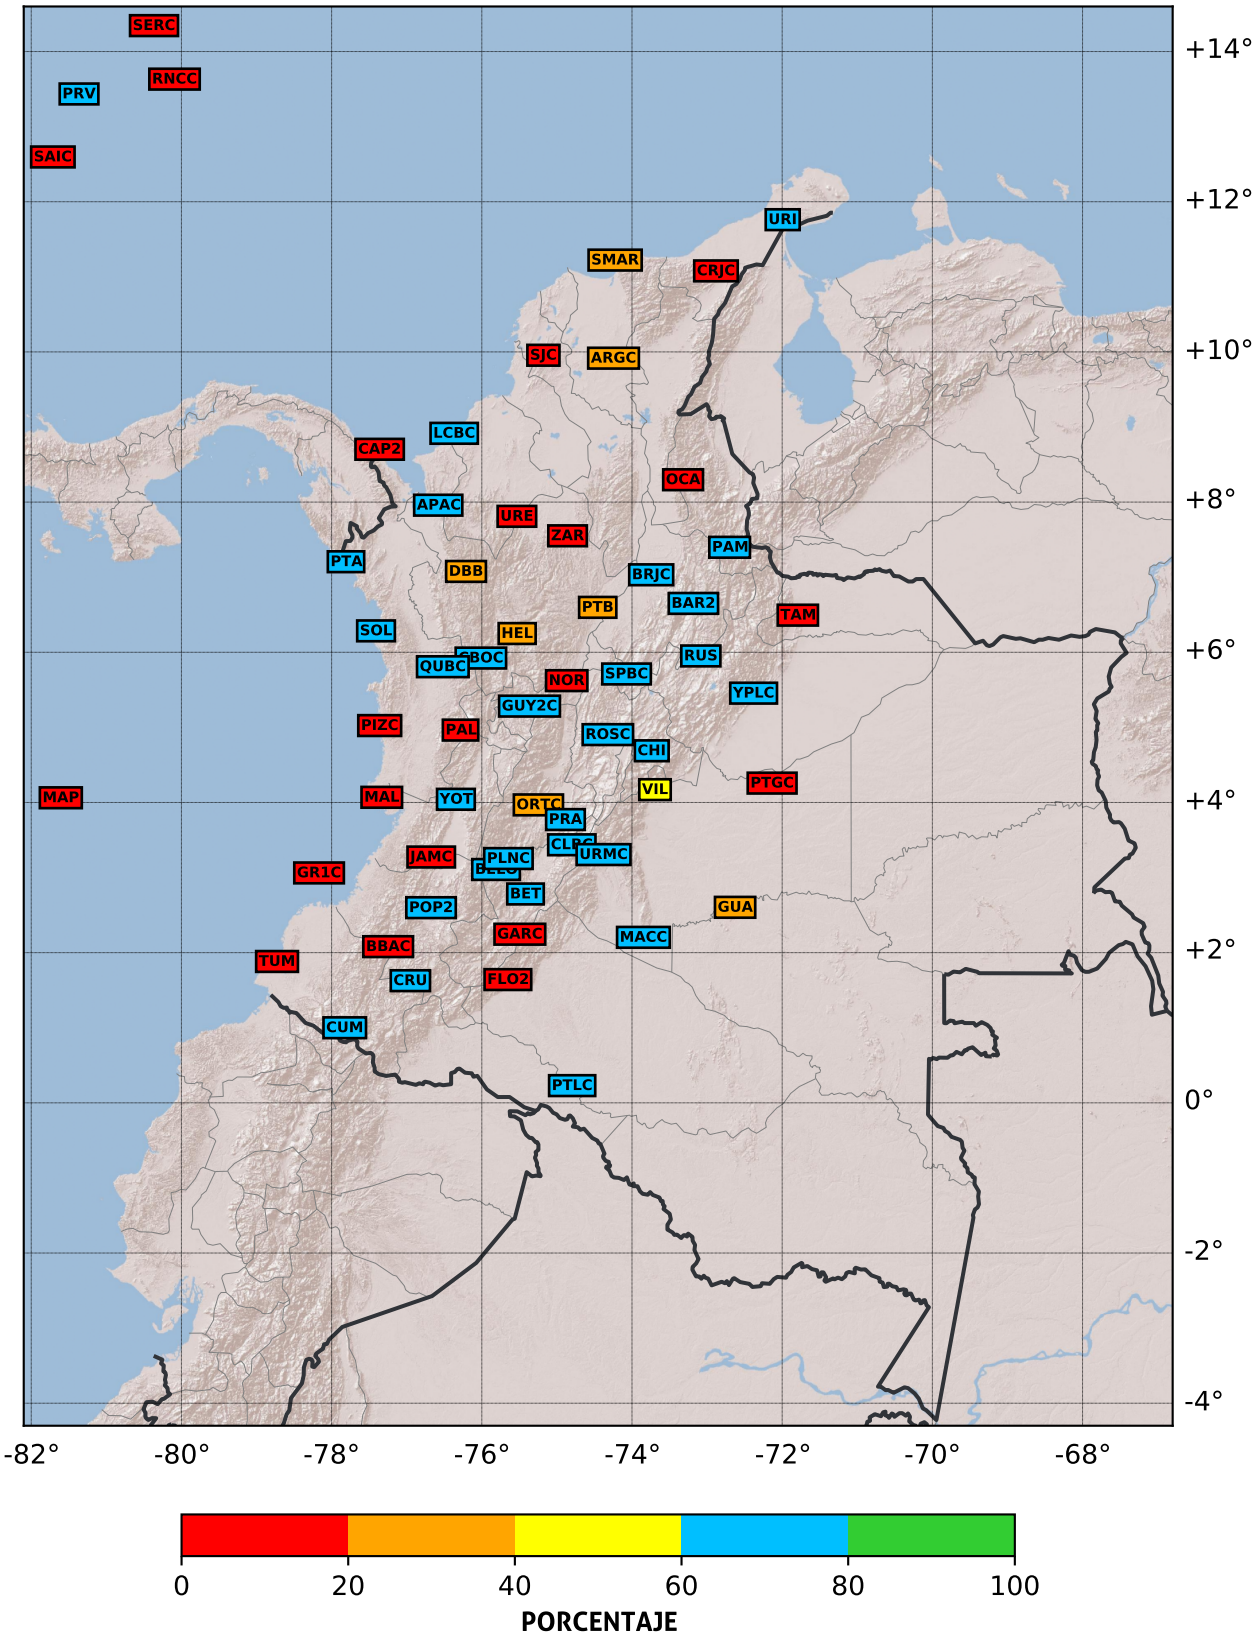 SERC
+14°
RNCC
PRV
SAIC
+12°
URI
SMAR
CRJC
SJC
ARGC
+10°
LCBC
CAP2
OCA
APAC
+8°
URE
ZAR
PAM
PTA
DBB
BRJC
PTB
BAR2
TAM
SOL
HEL
+6°
QUBC
RUS
SPBC
NOR
YPLC
GUY2C
PIZC
PAL
ROSC
CHI
PTGC
VIL
MAP
MAL
YOT
ORTC
+4°
PRA
URMC
JAMC
PLNC
GR1C
BET
POP2
GUA
GARC
MACC
BBAC
+2°
TUM
CRU
FLO2
CUM
PTLC
0°
-2°
-4°
-82° -80° -78° -76° -74° -72° -70° -68°
0 20 40 60 80 100
PORCENTAJE